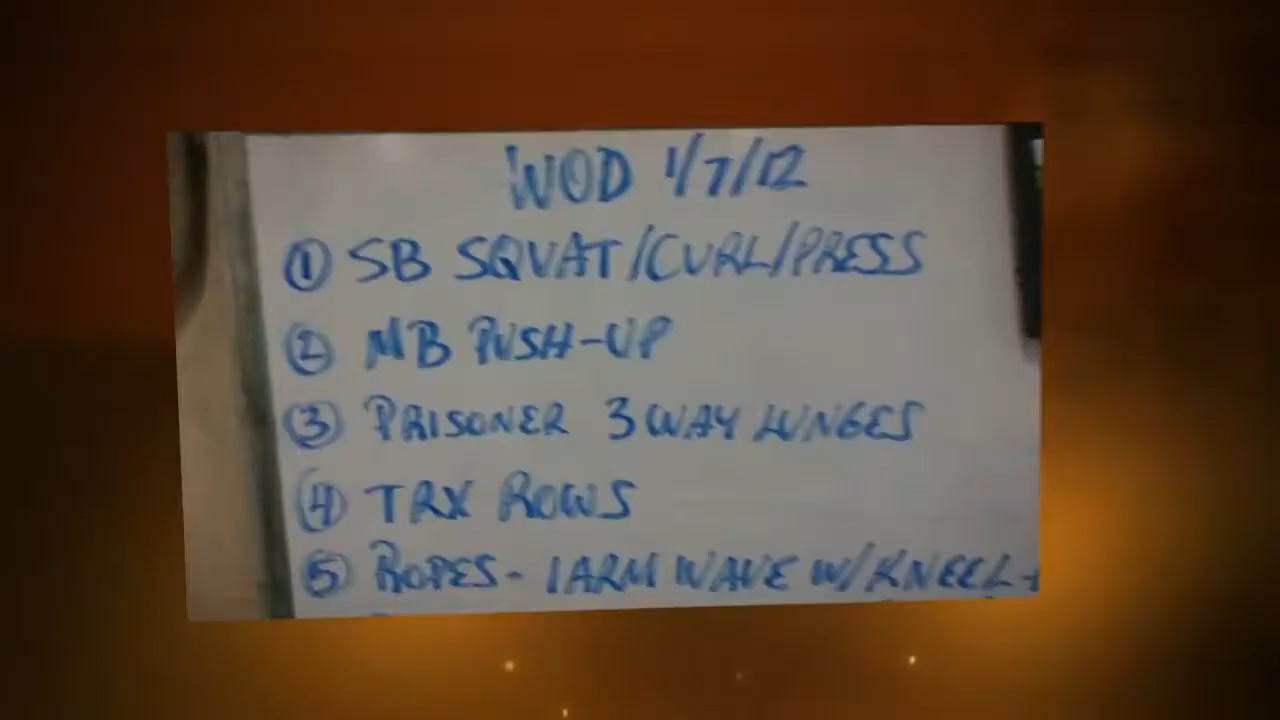 WOD 1/7/12
① SB SQUAT/CURL/PRESS
② MB PUSH-UP
③ PRISONER 3 WAY LUNGES
④ TRX ROWS
⑤ ROPES- 1 ARM WAVE W/KNEEL-